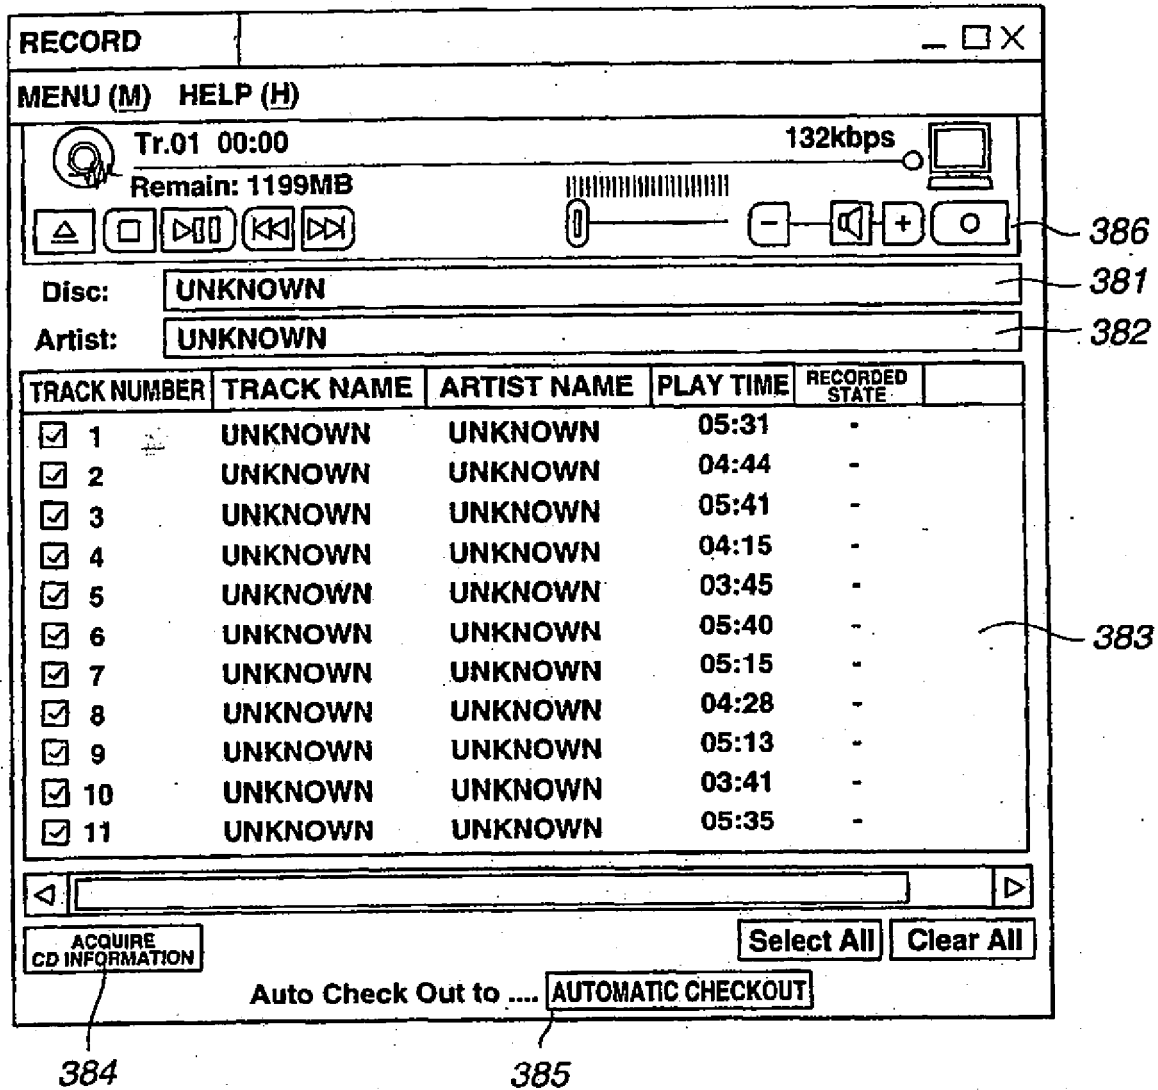 RECORD
MENU (M) HELP (H)
Tr.01 00:00 132kbps
Remain: 1199MB
- +
386
Disc: UNKNOWN 381
Artist: UNKNOWN 382
TRACK NUMBER TRACK NAME ARTIST NAME PLAY TIME RECORDED STATE
1 UNKNOWN UNKNOWN 05:31 -
2 UNKNOWN UNKNOWN 04:44 -
3 UNKNOWN UNKNOWN 05:41 -
4 UNKNOWN UNKNOWN 04:15 -
5 UNKNOWN UNKNOWN 03:45 -
6 UNKNOWN UNKNOWN 05:40 - 383
7 UNKNOWN UNKNOWN 05:15 -
8 UNKNOWN UNKNOWN 04:28 -
9 UNKNOWN UNKNOWN 05:13 -
10 UNKNOWN UNKNOWN 03:41 -
11 UNKNOWN UNKNOWN 05:35 -
ACQUIRE
CD INFORMATION
Select All Clear All
Auto Check Out to .... AUTOMATIC CHECKOUT
384 385